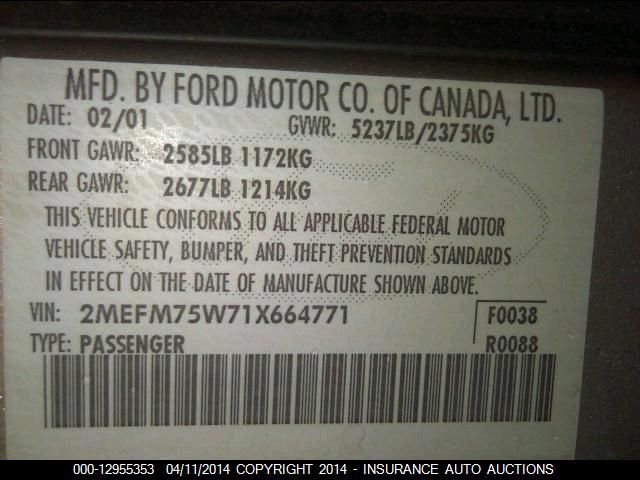 MFD. BY FORD MOTOR CO. OF CANADA, LTD.
DATE: 02/01 GVWR: 5237LB/2375KG
FRONT GAWR: 2585LB 1172KG
REAR GAWR: 2677LB 1214KG
THIS VEHICLE CONFORMS TO ALL APPLICABLE FEDERAL MOTOR
VEHICLE SAFETY, BUMPER, AND THEFT PREVENTION STANDARDS
IN EFFECT ON THE DATE OF MANUFACTURE SHOWN ABOVE.
VIN: 2MEFM75W71X664771 F0038
TYPE: PASSENGER R0088
000-12955353 04/11/2014 COPYRIGHT 2014 - INSURANCE AUTO AUCTIONS